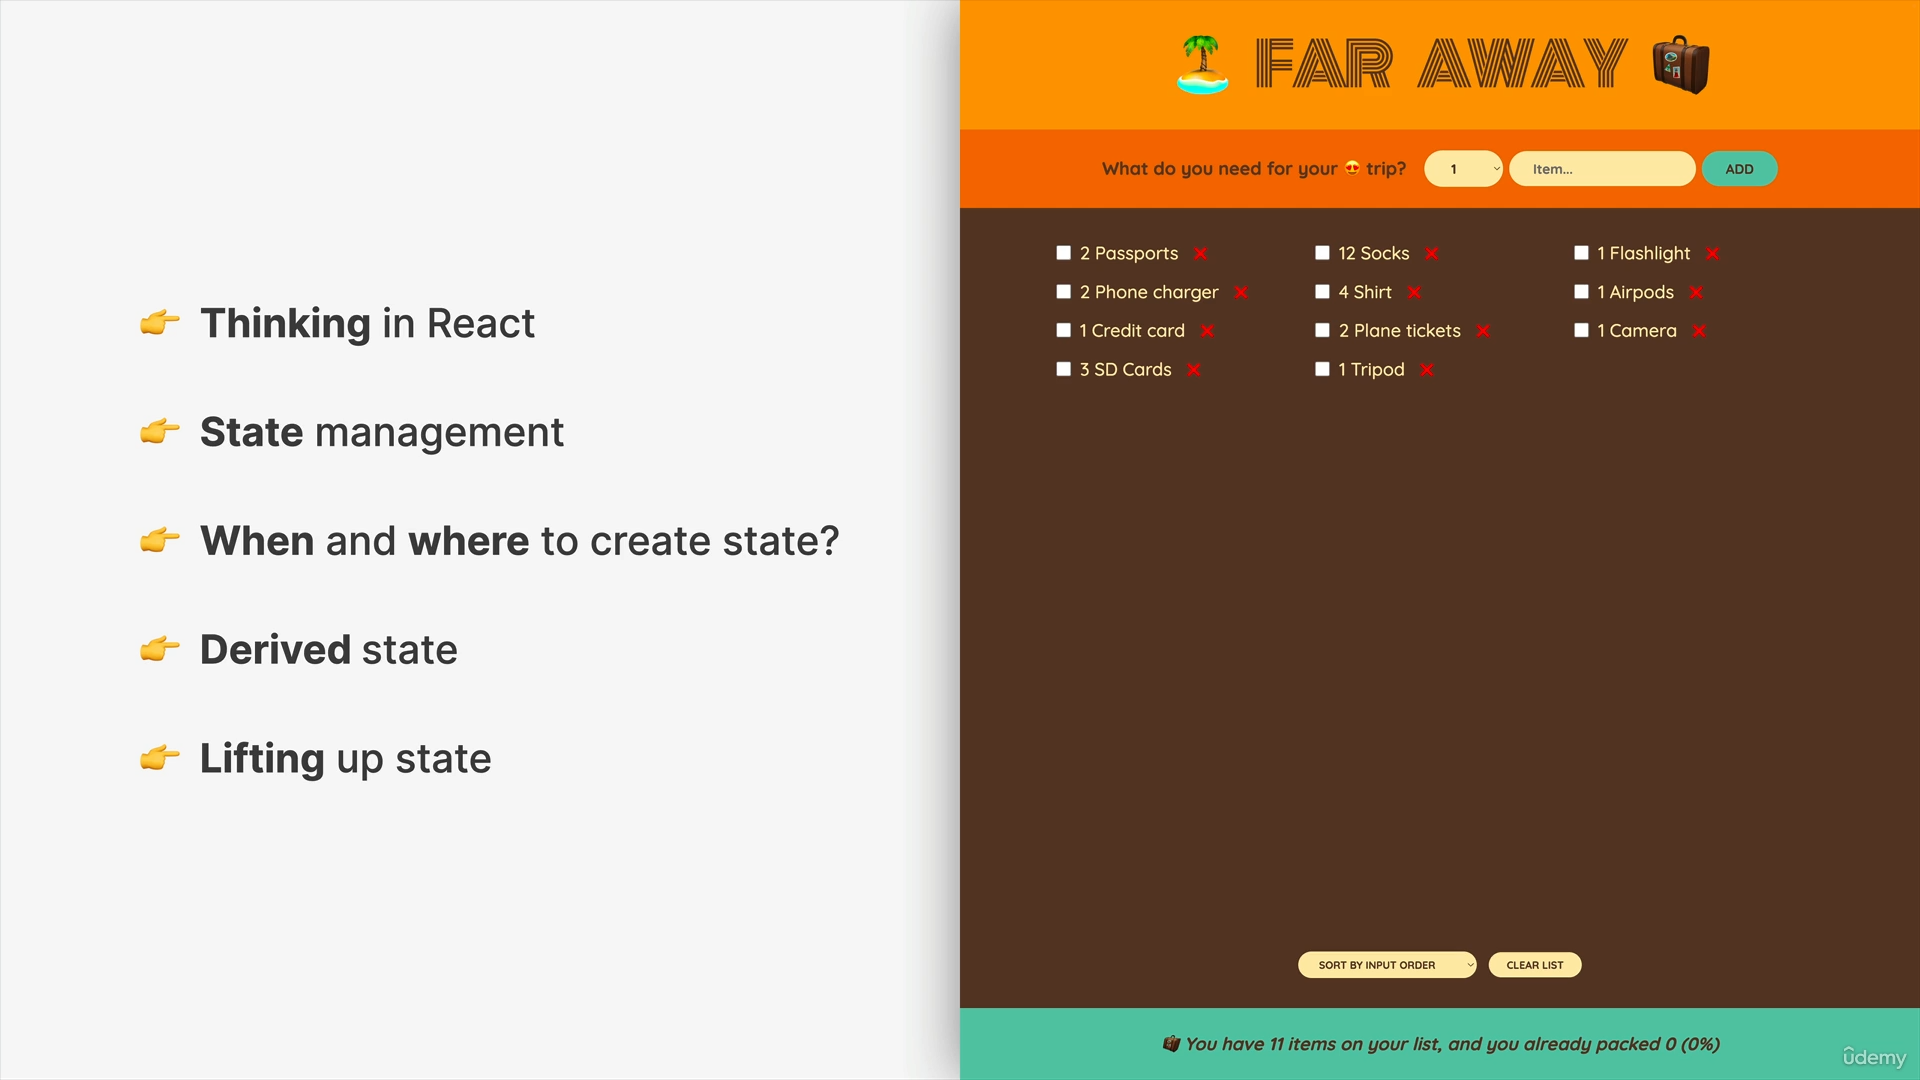 Thinking in React
State management
When and where to create state?
Derived state
Lifting up state
FAR AWAY
What do you need for your 😍 trip? 1 Item... ADD
2 Passports ❌ 12 Socks ❌ 1 Flashlight ❌
2 Phone charger ❌ 4 Shirt ❌ 1 Airpods ❌
1 Credit card ❌ 2 Plane tickets ❌ 1 Camera ❌
3 SD Cards ❌ 1 Tripod ❌
SORT BY INPUT ORDER CLEAR LIST
You have 11 items on your list, and you already packed 0 (0%)
ûdemy